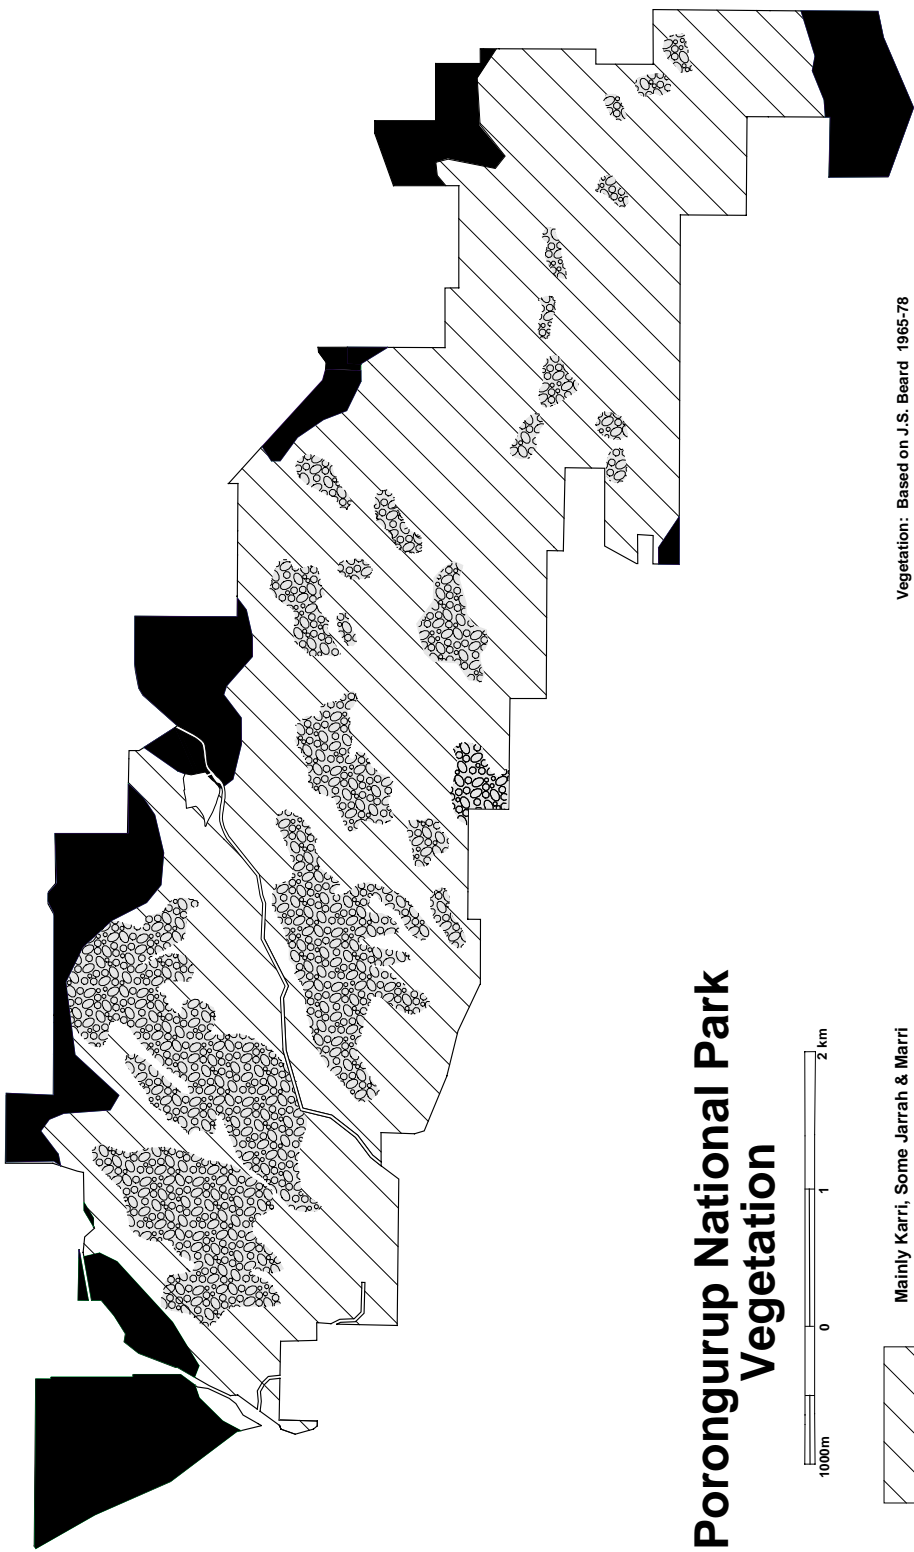 Porongurup National Park
Vegetation
1000m 0 1 2 km
Mainly Karri, Some Jarrah & Marri
Vegetation: Based on J.S. Beard 1965-78